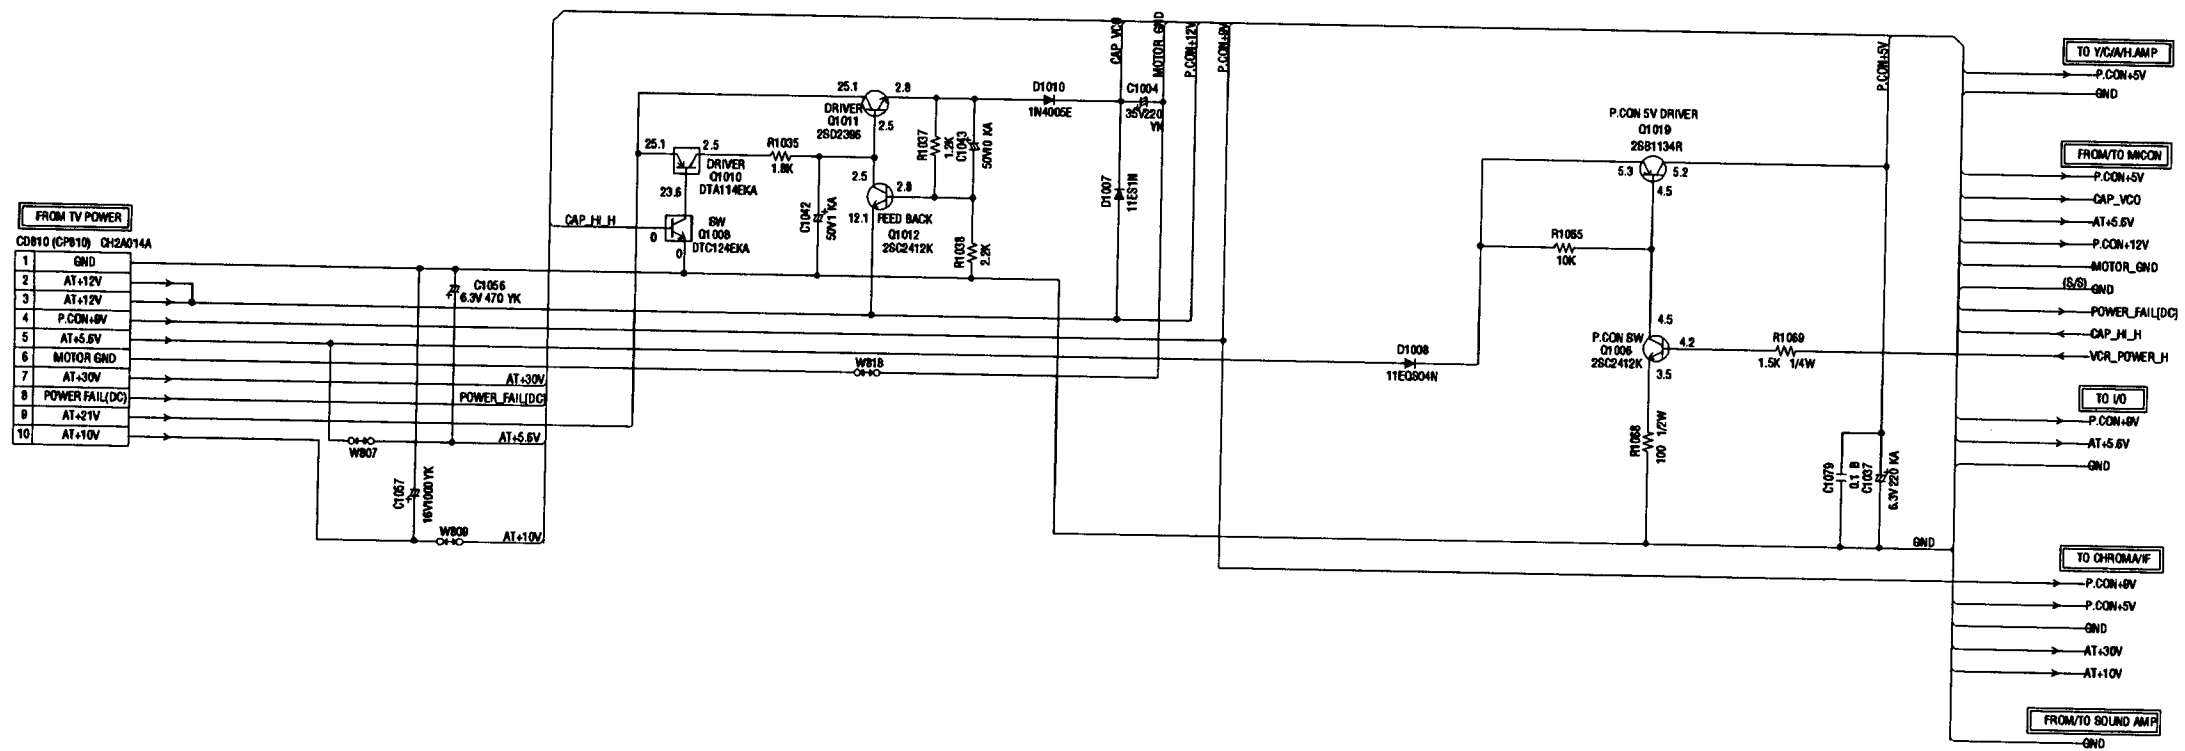 FROM TV POWER
CD810 (CP810) CH2A014A
1 GND
2 AT+12V
3 AT+12V
4 P.CON+9V
5 AT+5.6V
6 MOTOR GND
7 AT+30V
8 POWER FAIL(DC)
9 AT+21V
10 AT+10V
C1056
6.3V 470 YK
W807
C1057
16V1000 YK
W809
AT+30V
POWER_FAIL(DC)
AT+5.6V
AT+10V
CAP_HI_H
25.1
2.5
DRIVER
Q1010
DTA114EKA
23.6
SW
Q1008
DTC124EKA
0
0
R1035
1.8K
25.1
2.8
DRIVER
Q1011
2SD2396
2.5
C1042
50V1 KA
2.5
2.9
12.1
FEED BACK
Q1012
2SC2412K
R1037
1.2K
C1043
50V10 KA
R1038
2.2K
D1010
1N4005E
CAP_VCO
MOTOR_GND
P.CON+12V
P.CON+9V
C1004
35V220
YK
D1007
11ES1N
W818
D1008
11EQS04N
P.CON 5V DRIVER
Q1019
2SB1134R
5.3
5.2
4.5
R1065
10K
4.5
P.CON SW
Q1006
2SC2412K
4.2
3.5
R1069
1.5K 1/4W
R1068
100 1/2W
P.CON+5V
C1079
0.1 B
C1037
6.3V 220 KA
GND
TO Y/C/A/H.AMP
P.CON+5V
GND
FROM/TO MICON
P.CON+5V
CAP_VCO
AT+5.6V
P.CON+12V
MOTOR_GND
(S/S) GND
POWER_FAIL(DC)
CAP_HI_H
VCR_POWER_H
TO I/O
P.CON+9V
AT+5.6V
GND
TO CHROMA/IF
P.CON+9V
P.CON+5V
GND
AT+30V
AT+10V
FROM/TO SOUND AMP
GND